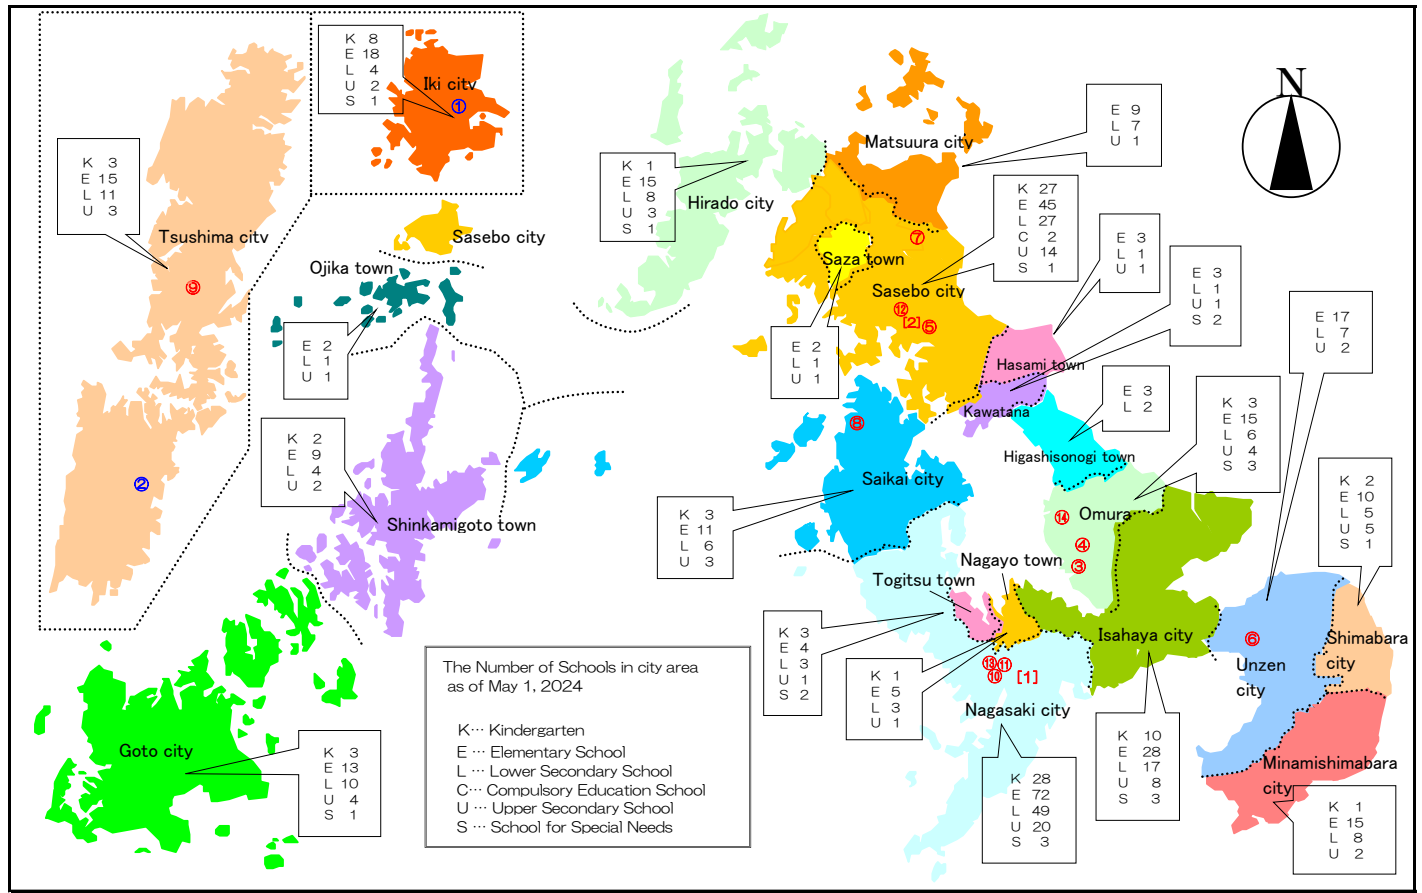 K 8
E 18
L 4
U 2
S 1
Iki city
①
K 3
E 15
L 11
U 3
Tsushima city
⑨
②
Sasebo city
Ojika town
E 2
L 1
U 1
K 2
E 9
L 4
U 2
Shinkamigoto town
Goto city
K 3
E 13
L 10
U 4
S 1
The Number of Schools in city area
as of May 1, 2024
K… Kindergarten
E … Elementary School
L … Lower Secondary School
C… Compulsory Education School
U … Upper Secondary School
S … School for Special Needs
K 1
E 15
L 8
U 3
S 1
Hirado city
Matsuura city
E 9
L 7
U 1
N
K 27
E 45
L 27
C 2
U 14
S 1
⑦
Saza town
Sasebo city
⑫
[2]
⑤
E 2
L 1
U 1
E 3
L 1
U 1
Hasami town
E 3
L 1
U 1
S 2
Kawatana
E 3
L 2
Higashisonogi town
⑧
Saikai city
K 3
E 11
L 6
U 3
K 3
E 15
L 6
U 4
S 3
Omura
⑭
④
③
E 17
L 7
U 2
K 2
E 10
L 5
U 5
S 1
Nagayo town
Togitsu town
K 3
E 4
L 3
U 1
S 2
K 1
E 5
L 3
U 1
⑬
⑪
⑩
[1]
Nagasaki city
K 28
E 72
L 49
U 20
S 3
Isahaya city
K 10
E 28
L 17
U 8
S 3
⑥
Unzen
city
Shimabara
city
Minamishimabara
city
K 1
E 15
L 8
U 2